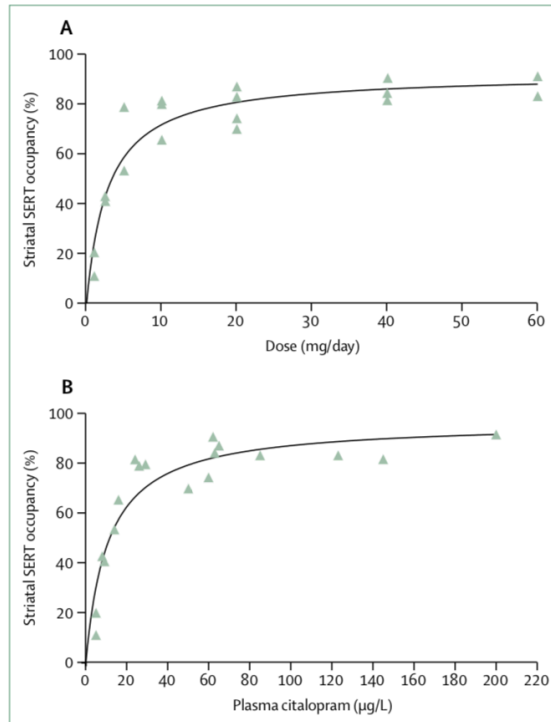 A
100
80
60
40
20
0
Striatal SERT occupancy (%)
0 10 20 30 40 50 60
Dose (mg/day)
B
100
80
60
40
20
0
Striatal SERT occupancy (%)
0 20 40 60 80 100 120 140 160 180 200 220
Plasma citalopram (µg/L)